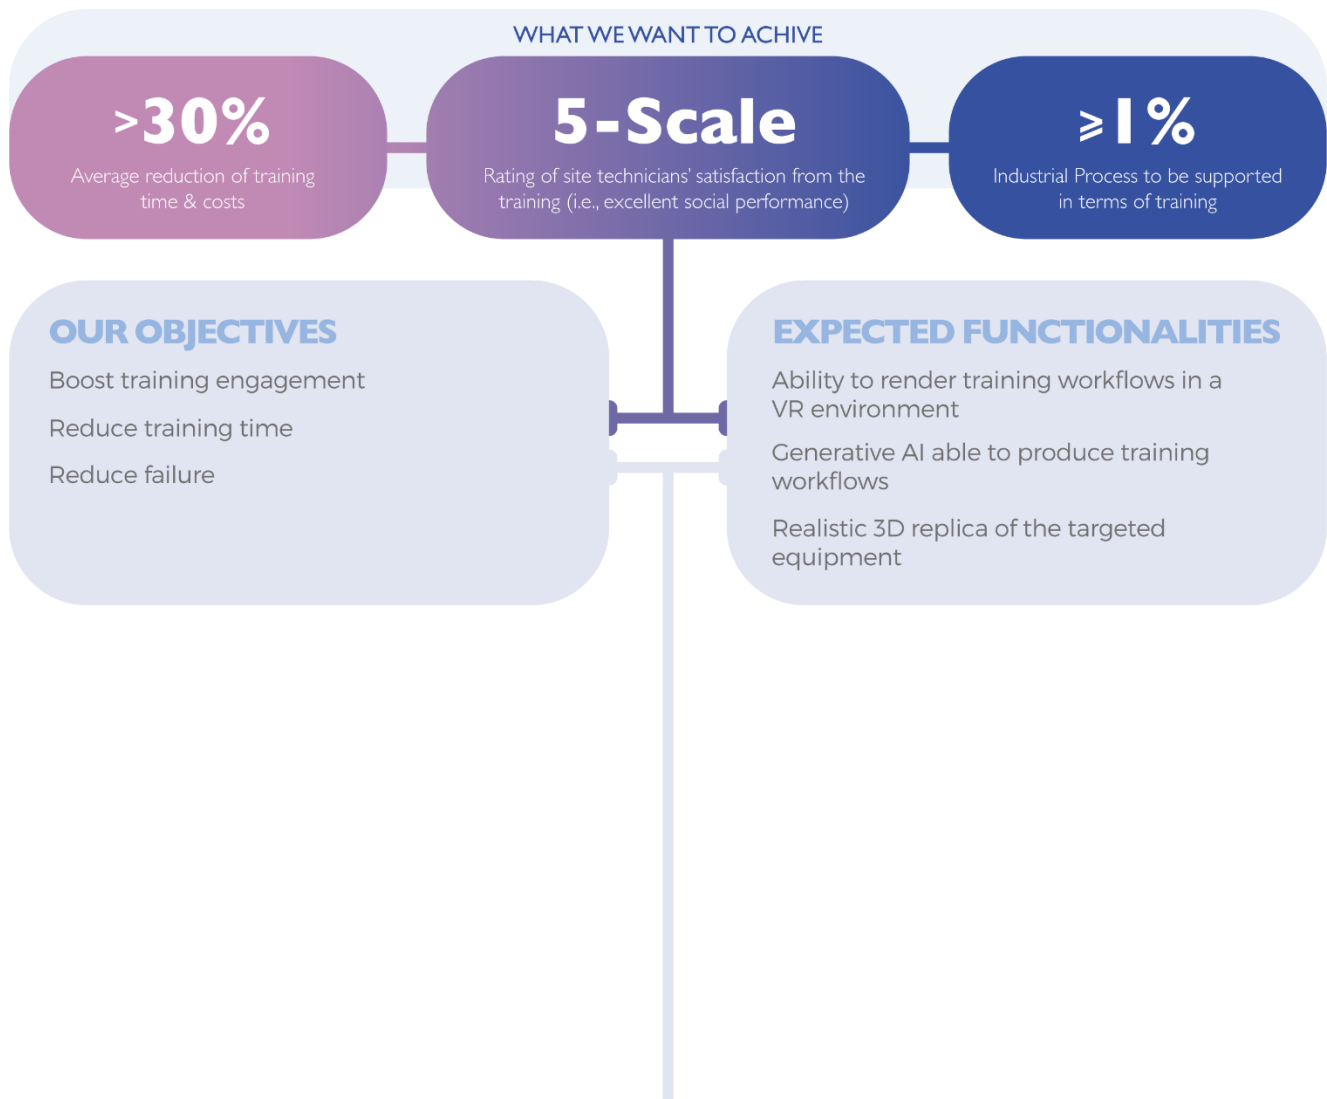 WHAT WE WANT TO ACHIVE
>30%
Average reduction of training
time & costs
5-Scale
Rating of site technicians' satisfaction from the
training (i.e., excellent social performance)
⩾1%
Industrial Process to be supported
in terms of training
OUR OBJECTIVES
Boost training engagement
Reduce training time
Reduce failure
EXPECTED FUNCTIONALITIES
Ability to render training workflows in a
VR environment
Generative AI able to produce training
workflows
Realistic 3D replica of the targeted
equipment